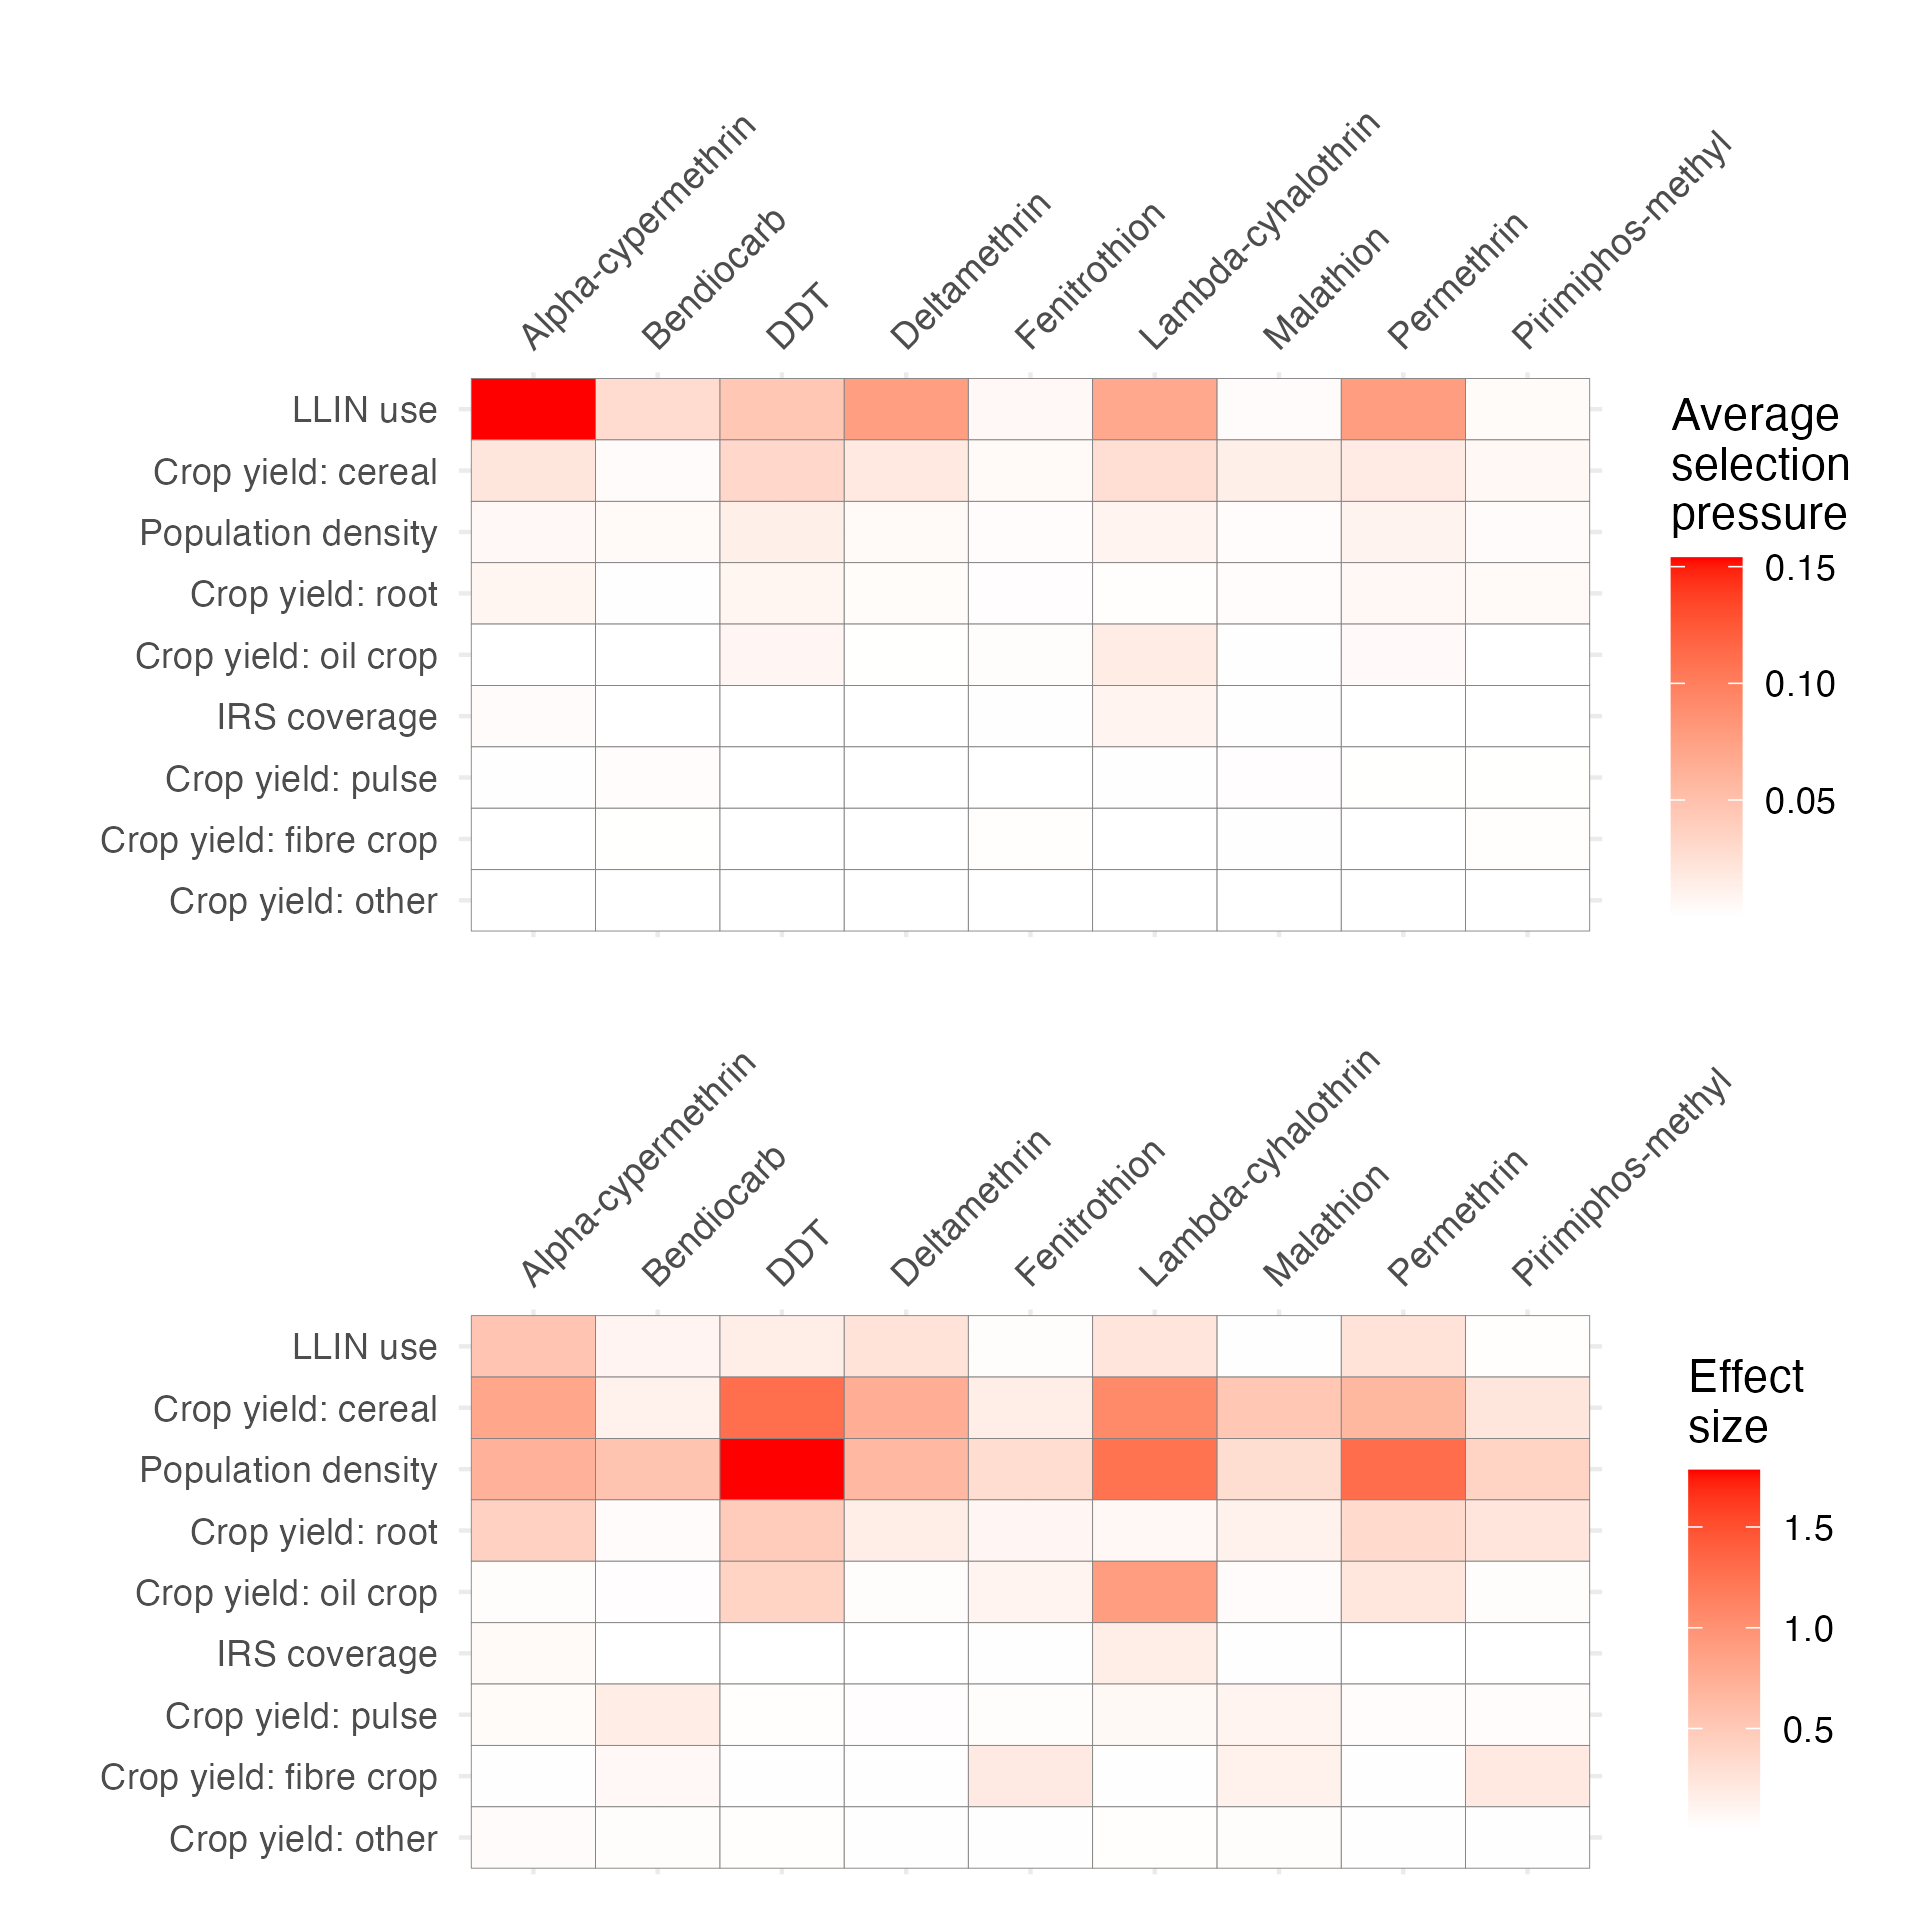 Alpha-cypermethrin
Bendiocarb
DDT
Deltamethrin
Fenitrothion
Lambda-cyhalothrin
Malathion
Permethrin
Pirimiphos-methyl
LLIN use
Crop yield: cereal
Population density
Crop yield: root
Crop yield: oil crop
IRS coverage
Crop yield: pulse
Crop yield: fibre crop
Crop yield: other
Average
selection
pressure
0.15
0.10
0.05
Alpha-cypermethrin
Bendiocarb
DDT
Deltamethrin
Fenitrothion
Lambda-cyhalothrin
Malathion
Permethrin
Pirimiphos-methyl
LLIN use
Crop yield: cereal
Population density
Crop yield: root
Crop yield: oil crop
IRS coverage
Crop yield: pulse
Crop yield: fibre crop
Crop yield: other
Effect
size
1.5
1.0
0.5